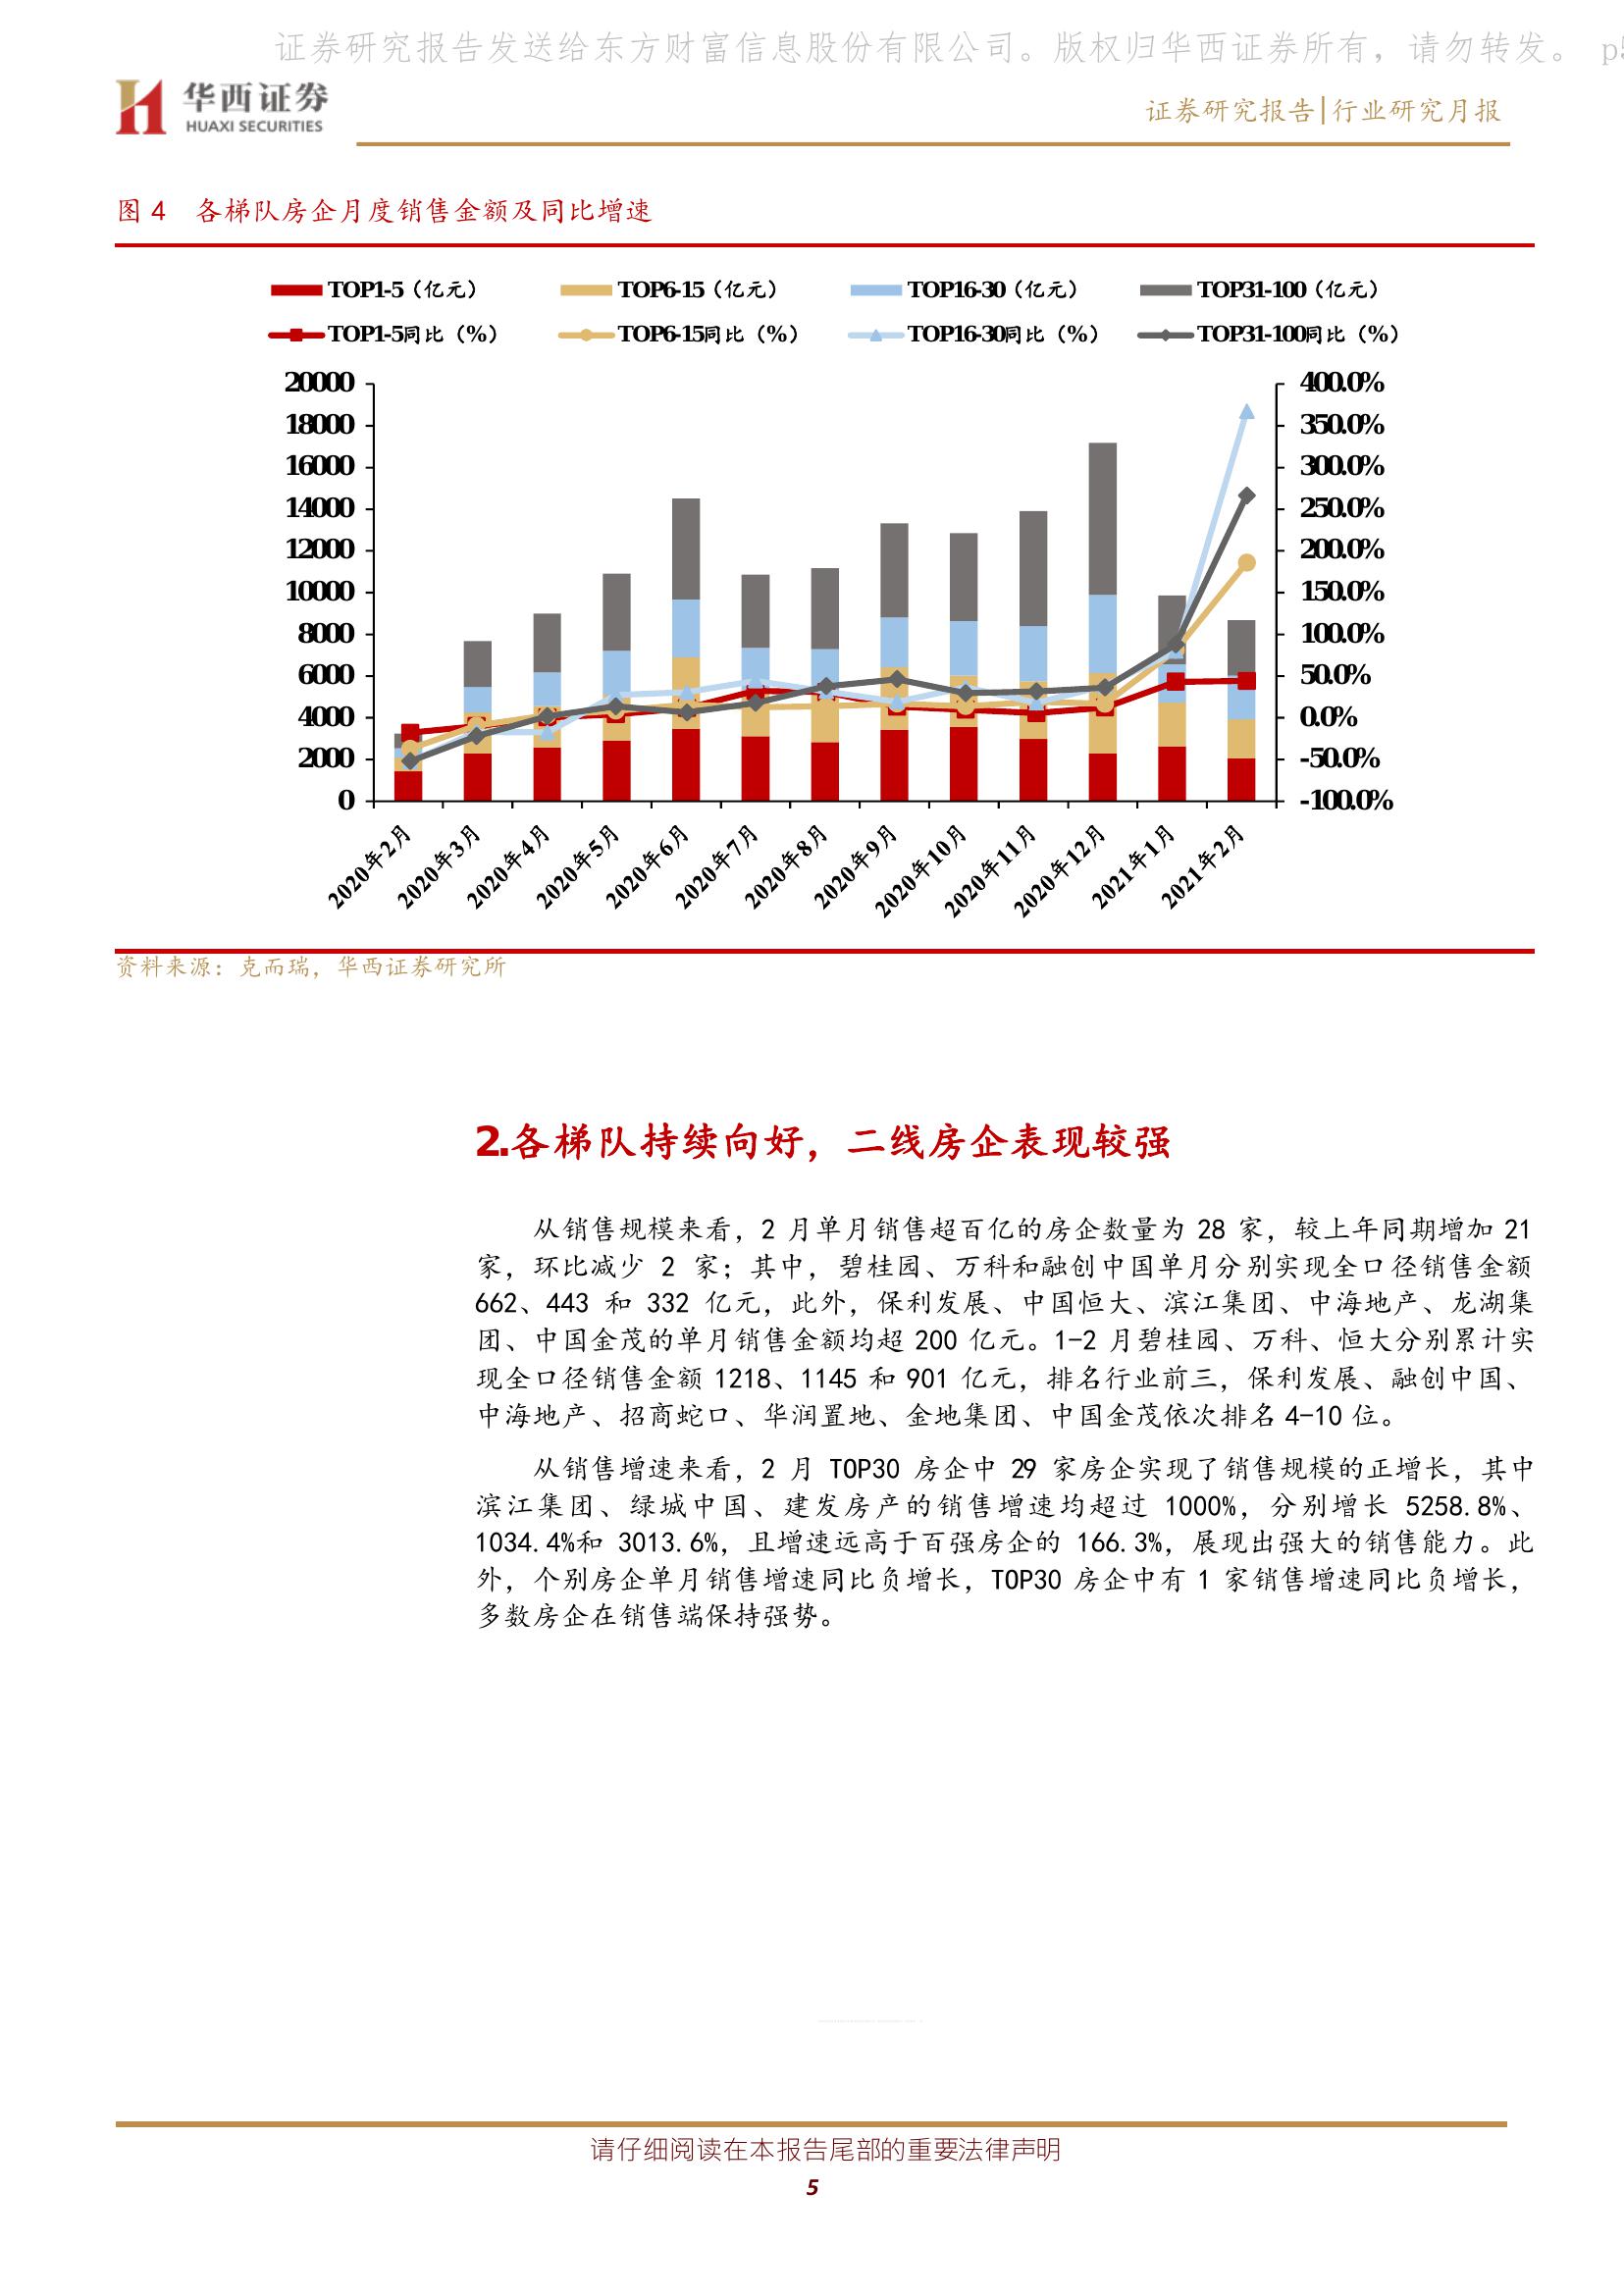 证券研究报告发送给东方财富信息股份有限公司。版权归华西证券所有，请勿转发。 p5
华西证券
HUAXI SECURITIES
证券研究报告|行业研究月报
图 4 各梯队房企月度销售金额及同比增速
TOP1-5（亿元） TOP6-15（亿元） TOP16-30（亿元） TOP31-100（亿元）
TOP1-5同比（%） TOP6-15同比（%） TOP16-30同比（%） TOP31-100同比（%）
20000 400.0%
18000 350.0%
16000 300.0%
14000 250.0%
12000 200.0%
10000 150.0%
8000 100.0%
6000 50.0%
4000 0.0%
2000 -50.0%
0 -100.0%
2020年2月 2020年3月 2020年4月 2020年5月 2020年6月 2020年7月 2020年8月 2020年9月 2020年10月 2020年11月 2020年12月 2021年1月 2021年2月
资料来源：克而瑞，华西证券研究所
2.各梯队持续向好，二线房企表现较强
从销售规模来看，2 月单月销售超百亿的房企数量为 28 家，较上年同期增加 21
家，环比减少 2 家；其中，碧桂园、万科和融创中国单月分别实现全口径销售金额
662、443 和 332 亿元，此外，保利发展、中国恒大、滨江集团、中海地产、龙湖集
团、中国金茂的单月销售金额均超 200 亿元。1-2 月碧桂园、万科、恒大分别累计实
现全口径销售金额 1218、1145 和 901 亿元，排名行业前三，保利发展、融创中国、
中海地产、招商蛇口、华润置地、金地集团、中国金茂依次排名 4-10 位。
从销售增速来看，2 月 TOP30 房企中 29 家房企实现了销售规模的正增长，其中
滨江集团、绿城中国、建发房产的销售增速均超过 1000%，分别增长 5258.8%、
1034.4%和 3013.6%，且增速远高于百强房企的 166.3%，展现出强大的销售能力。此
外，个别房企单月销售增速同比负增长，TOP30 房企中有 1 家销售增速同比负增长，
多数房企在销售端保持强势。
请仔细阅读在本报告尾部的重要法律声明
5